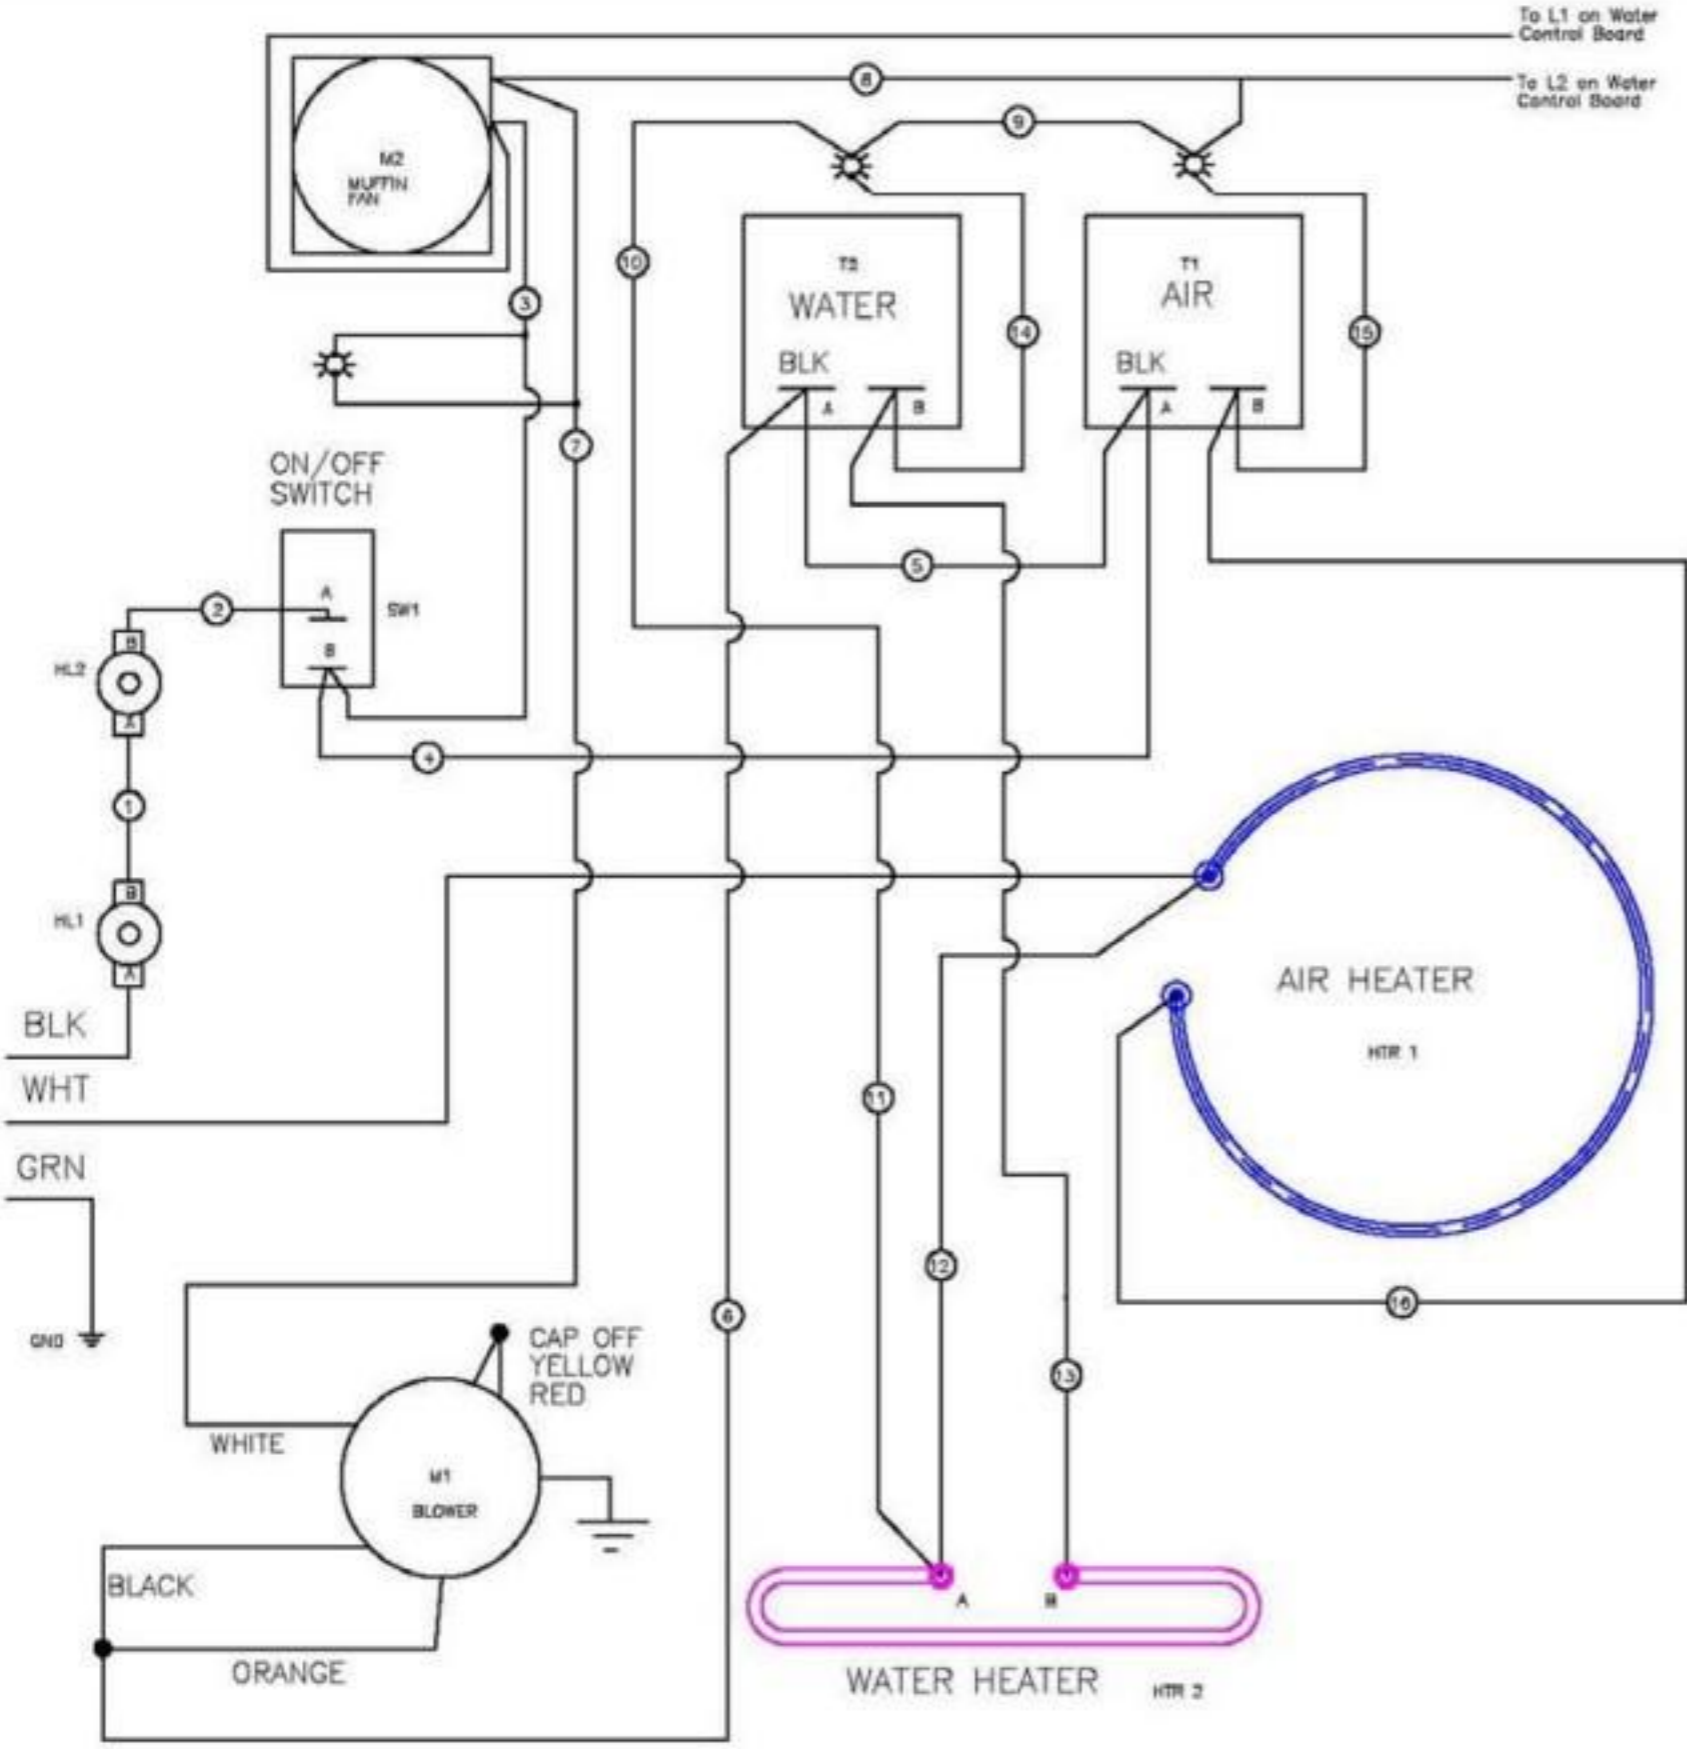 To L1 on Water
Control Board
To L2 on Water
Control Board
8
9
M2
MUFFIN
FAN
10
3
14
15
WATER
BLK
A
B
T1
AIR
BLK
A
B
7
ON/OFF
SWITCH
5
2
A
B
SW1
HL2
B
A
4
1
HL1
B
A
BLK
WHT
GRN
GND
AIR HEATER
HTR 1
11
12
6
16
13
CAP OFF
YELLOW
RED
WHITE
M1
BLOWER
BLACK
ORANGE
A
B
WATER HEATER
HTR 2